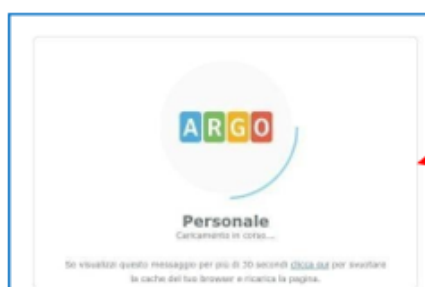 ARGO
Personale
Caricamento in corso...
Se visualizzi questo messaggio per più di 30 secondi clicca qui per svuotare
la cache del tuo browser e ricarica la pagina.